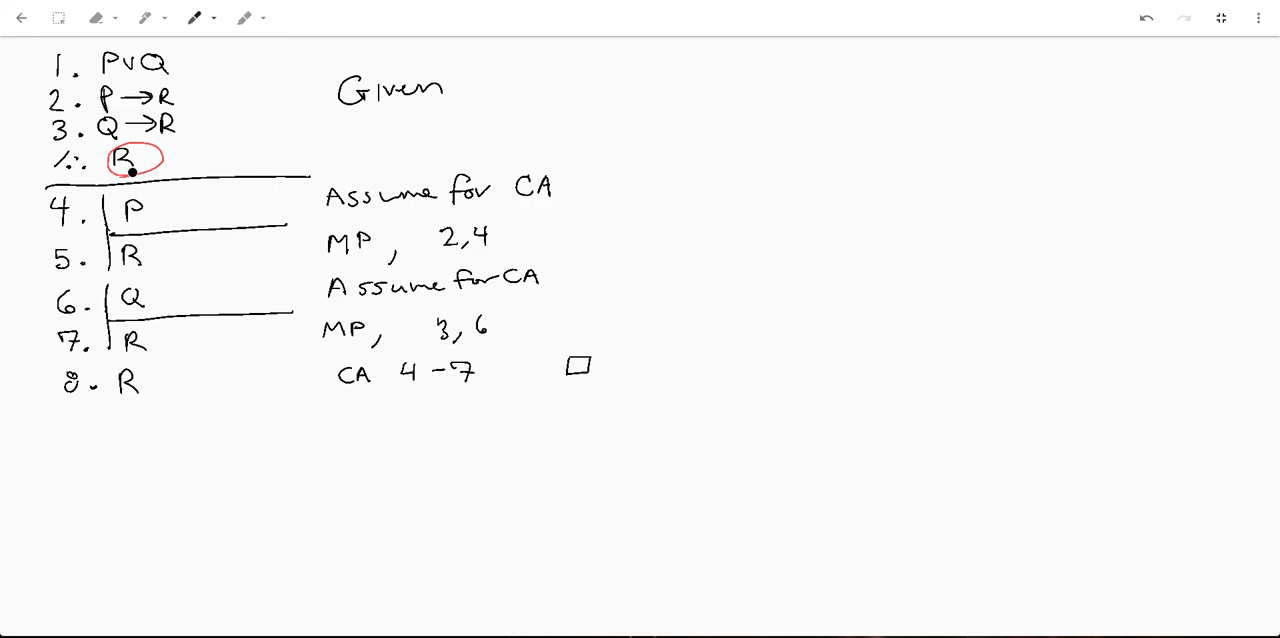 1. PvQ
Given
2. P→R
3. Q→R
/∴ R
4. P Assume for CA
5. R MP, 2,4
6. Q Assume for CA
7. R MP, 3,6
8. R CA 4-7 □